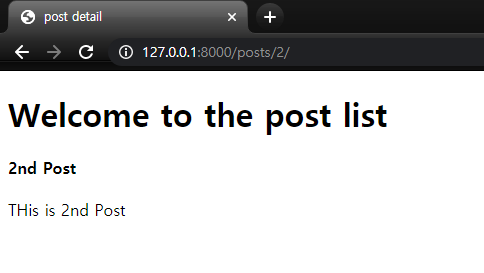 post detail
127.0.0.1:8000/posts/2/
Welcome to the post list
2nd Post
THis is 2nd Post